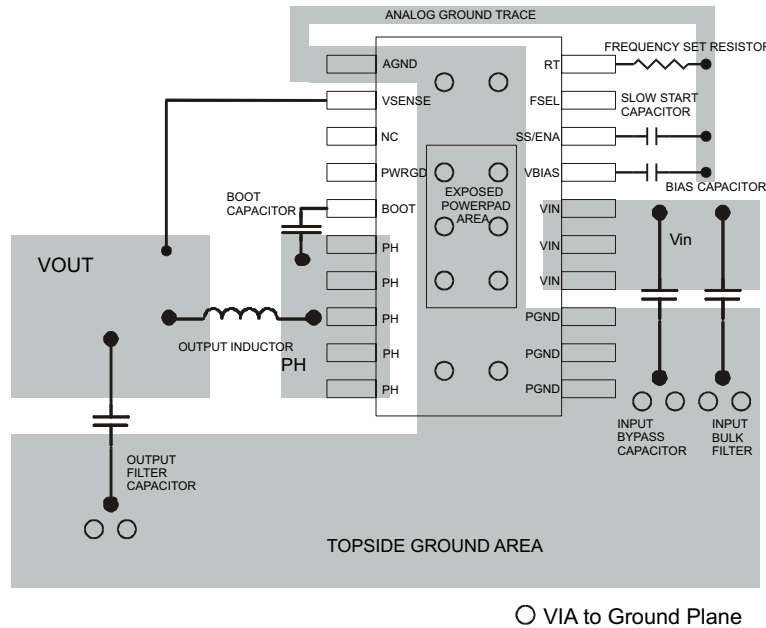 ANALOG GROUND TRACE
AGND
RT
FREQUENCY SET RESISTOR
VSENSE
FSEL
SLOW START
CAPACITOR
NC
SS/ENA
PWRGD
VBIAS
BIAS CAPACITOR
EXPOSED
POWERPAD
AREA
BOOT
CAPACITOR
BOOT
VIN
PH
VIN
Vin
VOUT
PH
VIN
PH
PGND
OUTPUT INDUCTOR
PH
PH
PGND
PH
PGND
INPUT
BYPASS
CAPACITOR
INPUT
BULK
FILTER
OUTPUT
FILTER
CAPACITOR
TOPSIDE GROUND AREA
VIA to Ground Plane